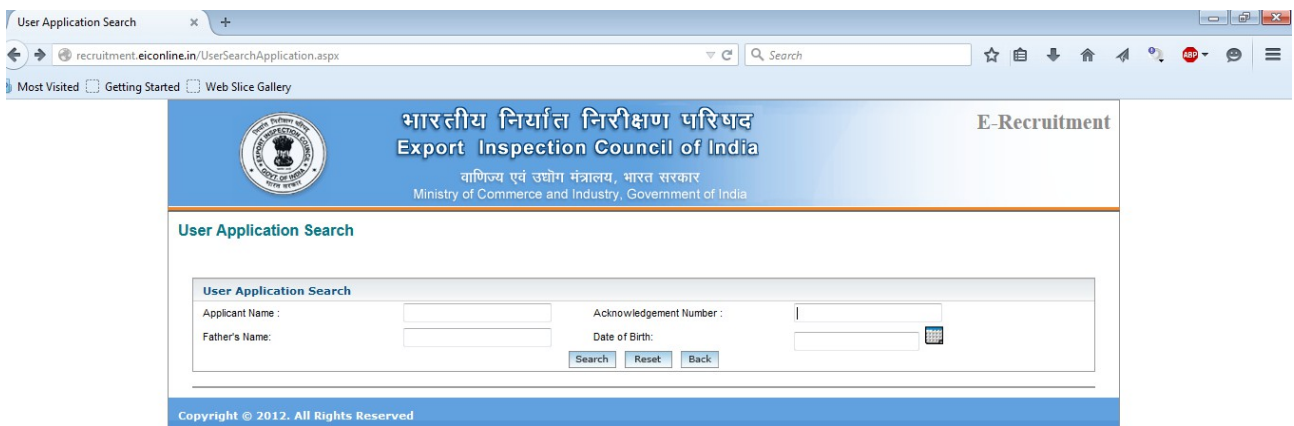 User Application Search
recruitment.eiconline.in/UserSearchApplication.aspx
Search
ABP
Most Visited Getting Started Web Slice Gallery
भारतीय निर्यात निरीक्षण परिषद
Export Inspection Council of India
वाणिज्य एवं उघोग मंत्रालय, भारत सरकार
Ministry of Commerce and Industry, Government of India
E-Recruitment
User Application Search
User Application Search
Applicant Name :
Acknowledgement Number :
Father's Name:
Date of Birth:
Search Reset Back
Copyright © 2012. All Rights Reserved